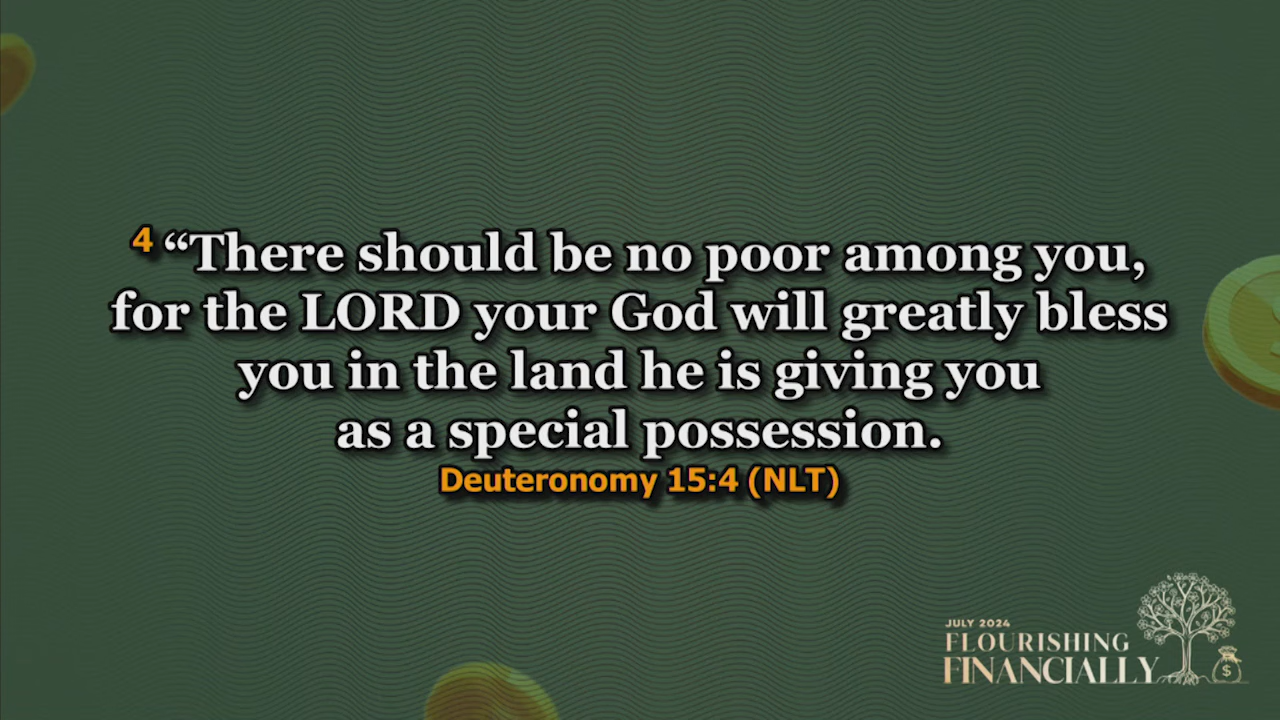 4 “There should be no poor among you,
for the LORD your God will greatly bless
you in the land he is giving you
as a special possession.
Deuteronomy 15:4 (NLT)
JULY 2024
FLOURISHING
FINANCIALLY
$